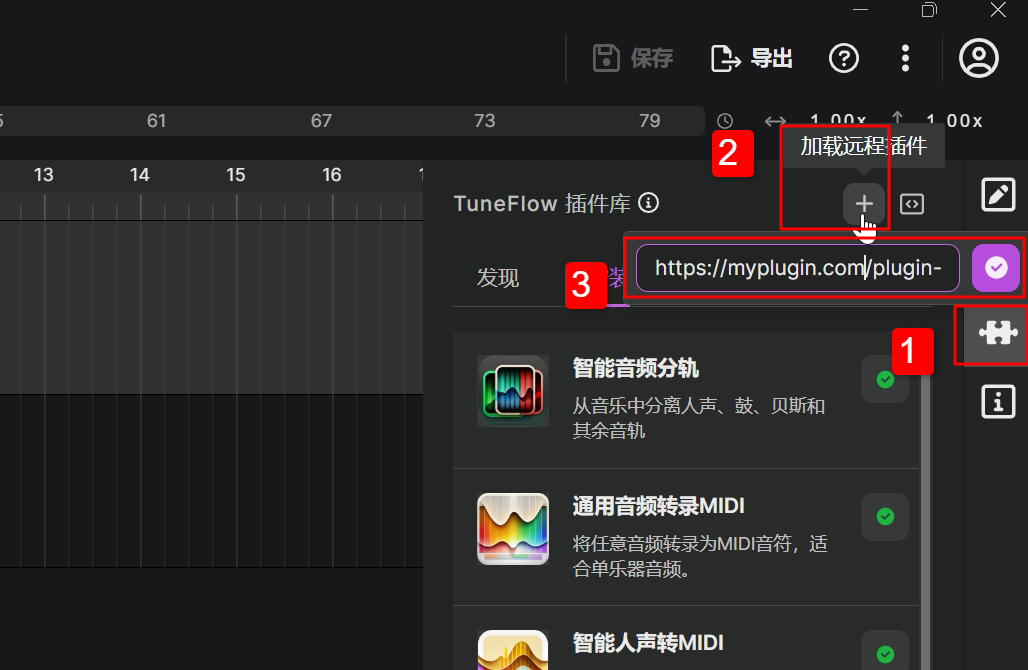 保存
导出
61
67
73
79
1.00x
1.00x
2
加载远程插件
13
14
15
16
TuneFlow 插件库
发现
3
装
https://myplugin.com/plugin-
1
智能音频分轨
从音乐中分离人声、鼓、贝斯和
其余音轨
通用音频转录MIDI
将任意音频转录为MIDI音符，适
合单乐器音频。
智能人声转MIDI